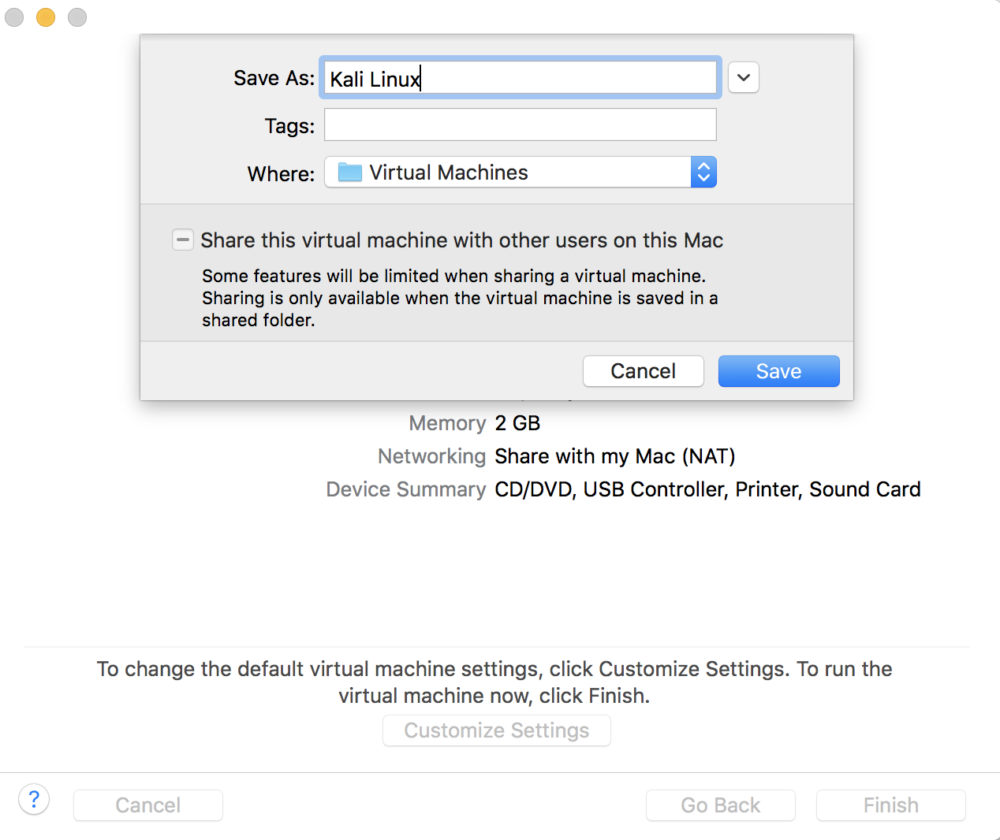 Save As: Kali Linux
Tags:
Where: Virtual Machines
Share this virtual machine with other users on this Mac
Some features will be limited when sharing a virtual machine.
Sharing is only available when the virtual machine is saved in a
shared folder.
Cancel Save
Memory 2 GB
Networking Share with my Mac (NAT)
Device Summary CD/DVD, USB Controller, Printer, Sound Card
To change the default virtual machine settings, click Customize Settings. To run the
virtual machine now, click Finish.
Customize Settings
? Cancel Go Back Finish